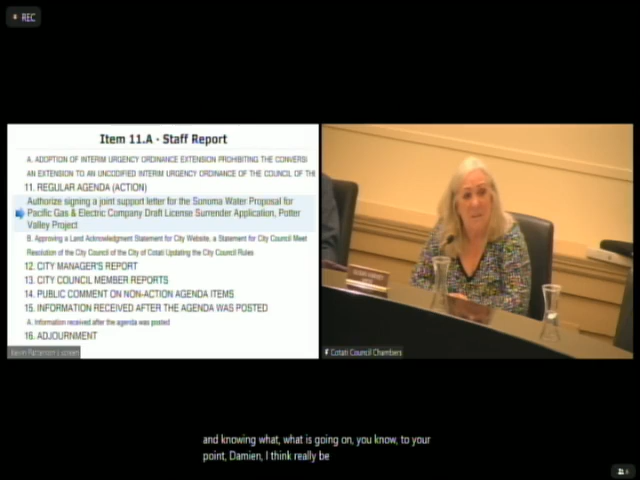 REC
Item 11.A - Staff Report
A. ADOPTION OF INTERIM URGENCY ORDINANCE EXTENSION PROHIBITING THE CONVERSI
AN EXTENSION TO AN UNCODIFIED INTERIM URGENCY ORDINANCE OF THE COUNCIL OF THE
11. REGULAR AGENDA (ACTION)
Authorize signing a joint support letter for the Sonoma Water Proposal for
Pacific Gas & Electric Company Draft License Surrender Application, Potter
Valley Project
B. Approving a Land Acknowledgment Statement for City Website, a Statement for City Council Meet
Resolution of the City Council of the City of Cotati Updating the City Council Rules
12. CITY MANAGER'S REPORT
13. CITY COUNCIL MEMBER REPORTS
14. PUBLIC COMMENT ON NON-ACTION AGENDA ITEMS
15. INFORMATION RECEIVED AFTER THE AGENDA WAS POSTED
A. Information received after the agenda was posted
16. ADJOURNMENT
Cotati Council Chambers
and knowing what, what is going on, you know, to your
point, Damien, I think really be